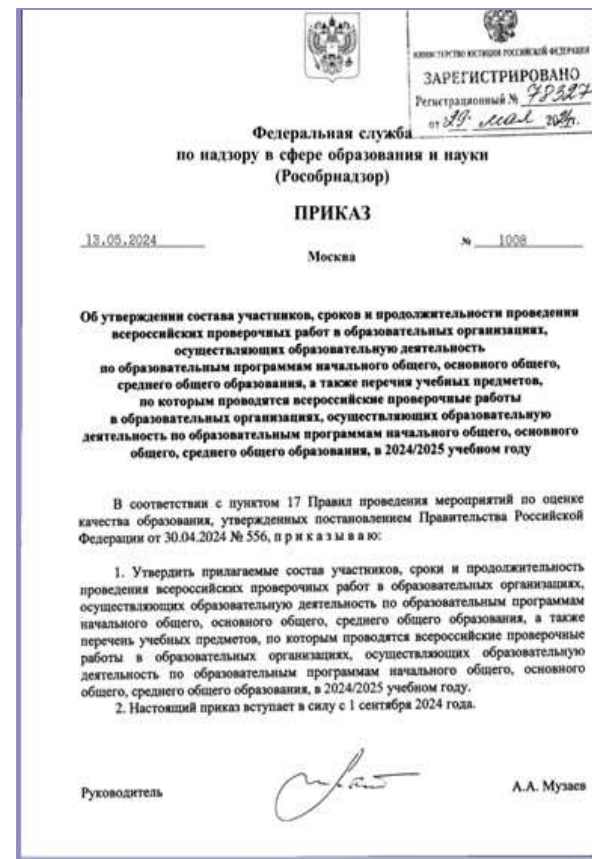 МИНИСТЕРСТВО ЮСТИЦИИ РОССИЙСКОЙ ФЕДЕРАЦИИ
ЗАРЕГИСТРИРОВАНО
Регистрационный № 78327
от 29. мая 2024г.
Федеральная служба
по надзору в сфере образования и науки
(Рособрнадзор)
ПРИКАЗ
13.05.2024
№ 1008
Москва
Об утверждении состава участников, сроков и продолжительности проведения
всероссийских проверочных работ в образовательных организациях,
осуществляющих образовательную деятельность
по образовательным программам начального общего, основного общего,
среднего общего образования, а также перечня учебных предметов,
по которым проводятся всероссийские проверочные работы
в образовательных организациях, осуществляющих образовательную
деятельность по образовательным программам начального общего, основного
общего, среднего общего образования, в 2024/2025 учебном году
В соответствии с пунктом 17 Правил проведения мероприятий по оценке
качества образования, утвержденных постановлением Правительства Российской
Федерации от 30.04.2024 № 556, п р и к а з ы в а ю:
1. Утвердить прилагаемые состав участников, сроки и продолжительность
проведения всероссийских проверочных работ в образовательных организациях,
осуществляющих образовательную деятельность по образовательным программам
начального общего, основного общего, среднего общего образования, а также
перечень учебных предметов, по которым проводятся всероссийские проверочные
работы в образовательных организациях, осуществляющих образовательную
деятельность по образовательным программам начального общего, основного
общего, среднего общего образования, в 2024/2025 учебном году.
2. Настоящий приказ вступает в силу с 1 сентября 2024 года.
Руководитель
А.А. Музаев